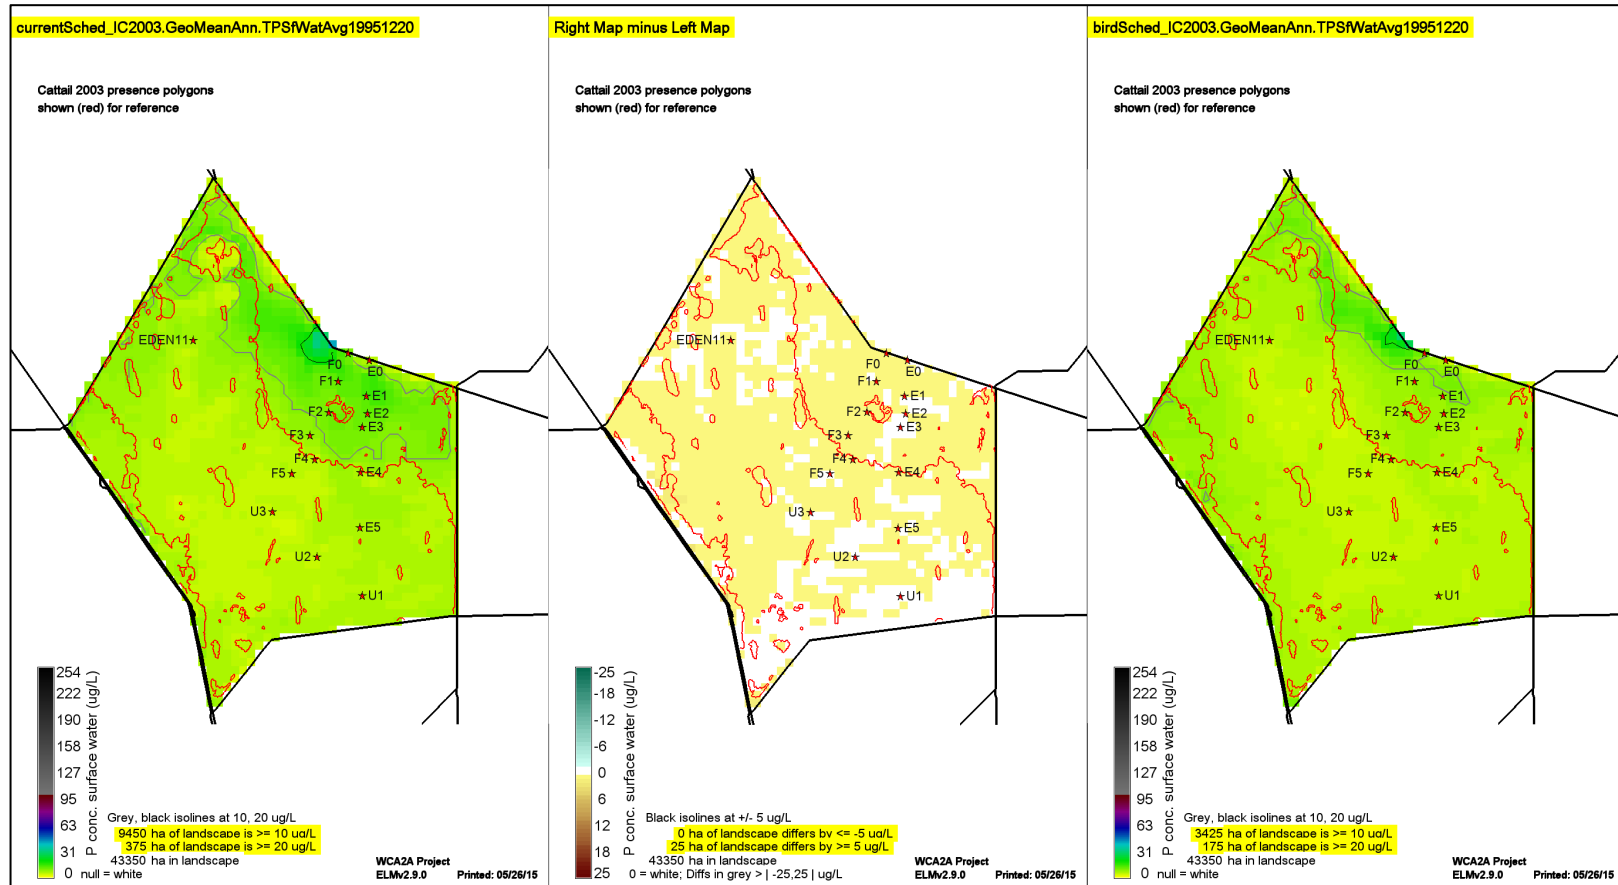 currentSched_IC2003.GeoMeanAnn.TPSfWatAvg19951220
Cattail 2003 presence polygons
shown (red) for reference
EDEN11
F0
E0
F1
E1
F2
E2
E3
F3
F4
F5
E4
U3
E5
U2
U1
254
222
190
158
127
95
63
31
0
P conc. surface water (ug/L)
Grey, black isolines at 10, 20 ug/L
9450 ha of landscape is >= 10 ug/L
375 ha of landscape is >= 20 ug/L
43350 ha in landscape
null = white
WCA2A Project
ELMv2.9.0 Printed: 05/26/15
Right Map minus Left Map
Cattail 2003 presence polygons
shown (red) for reference
EDEN11
F0
E0
F1
E1
F2
E2
E3
F3
F4
F5
E4
U3
E5
U2
U1
-25
-18
-12
-6
0
6
12
18
25
P conc. surface water (ug/L)
Black isolines at +/- 5 ug/L
0 ha of landscape differs by <= -5 ug/L
25 ha of landscape differs by >= 5 ug/L
43350 ha in landscape
0 = white; Diffs in grey > | -25,25 | ug/L
WCA2A Project
ELMv2.9.0 Printed: 05/26/15
birdSched_IC2003.GeoMeanAnn.TPSfWatAvg19951220
Cattail 2003 presence polygons
shown (red) for reference
EDEN11
F0
E0
F1
E1
F2
E2
E3
F3
F4
F5
E4
U3
E5
U2
U1
254
222
190
158
127
95
63
31
0
P conc. surface water (ug/L)
Grey, black isolines at 10, 20 ug/L
3425 ha of landscape is >= 10 ug/L
175 ha of landscape is >= 20 ug/L
43350 ha in landscape
null = white
WCA2A Project
ELMv2.9.0 Printed: 05/26/15